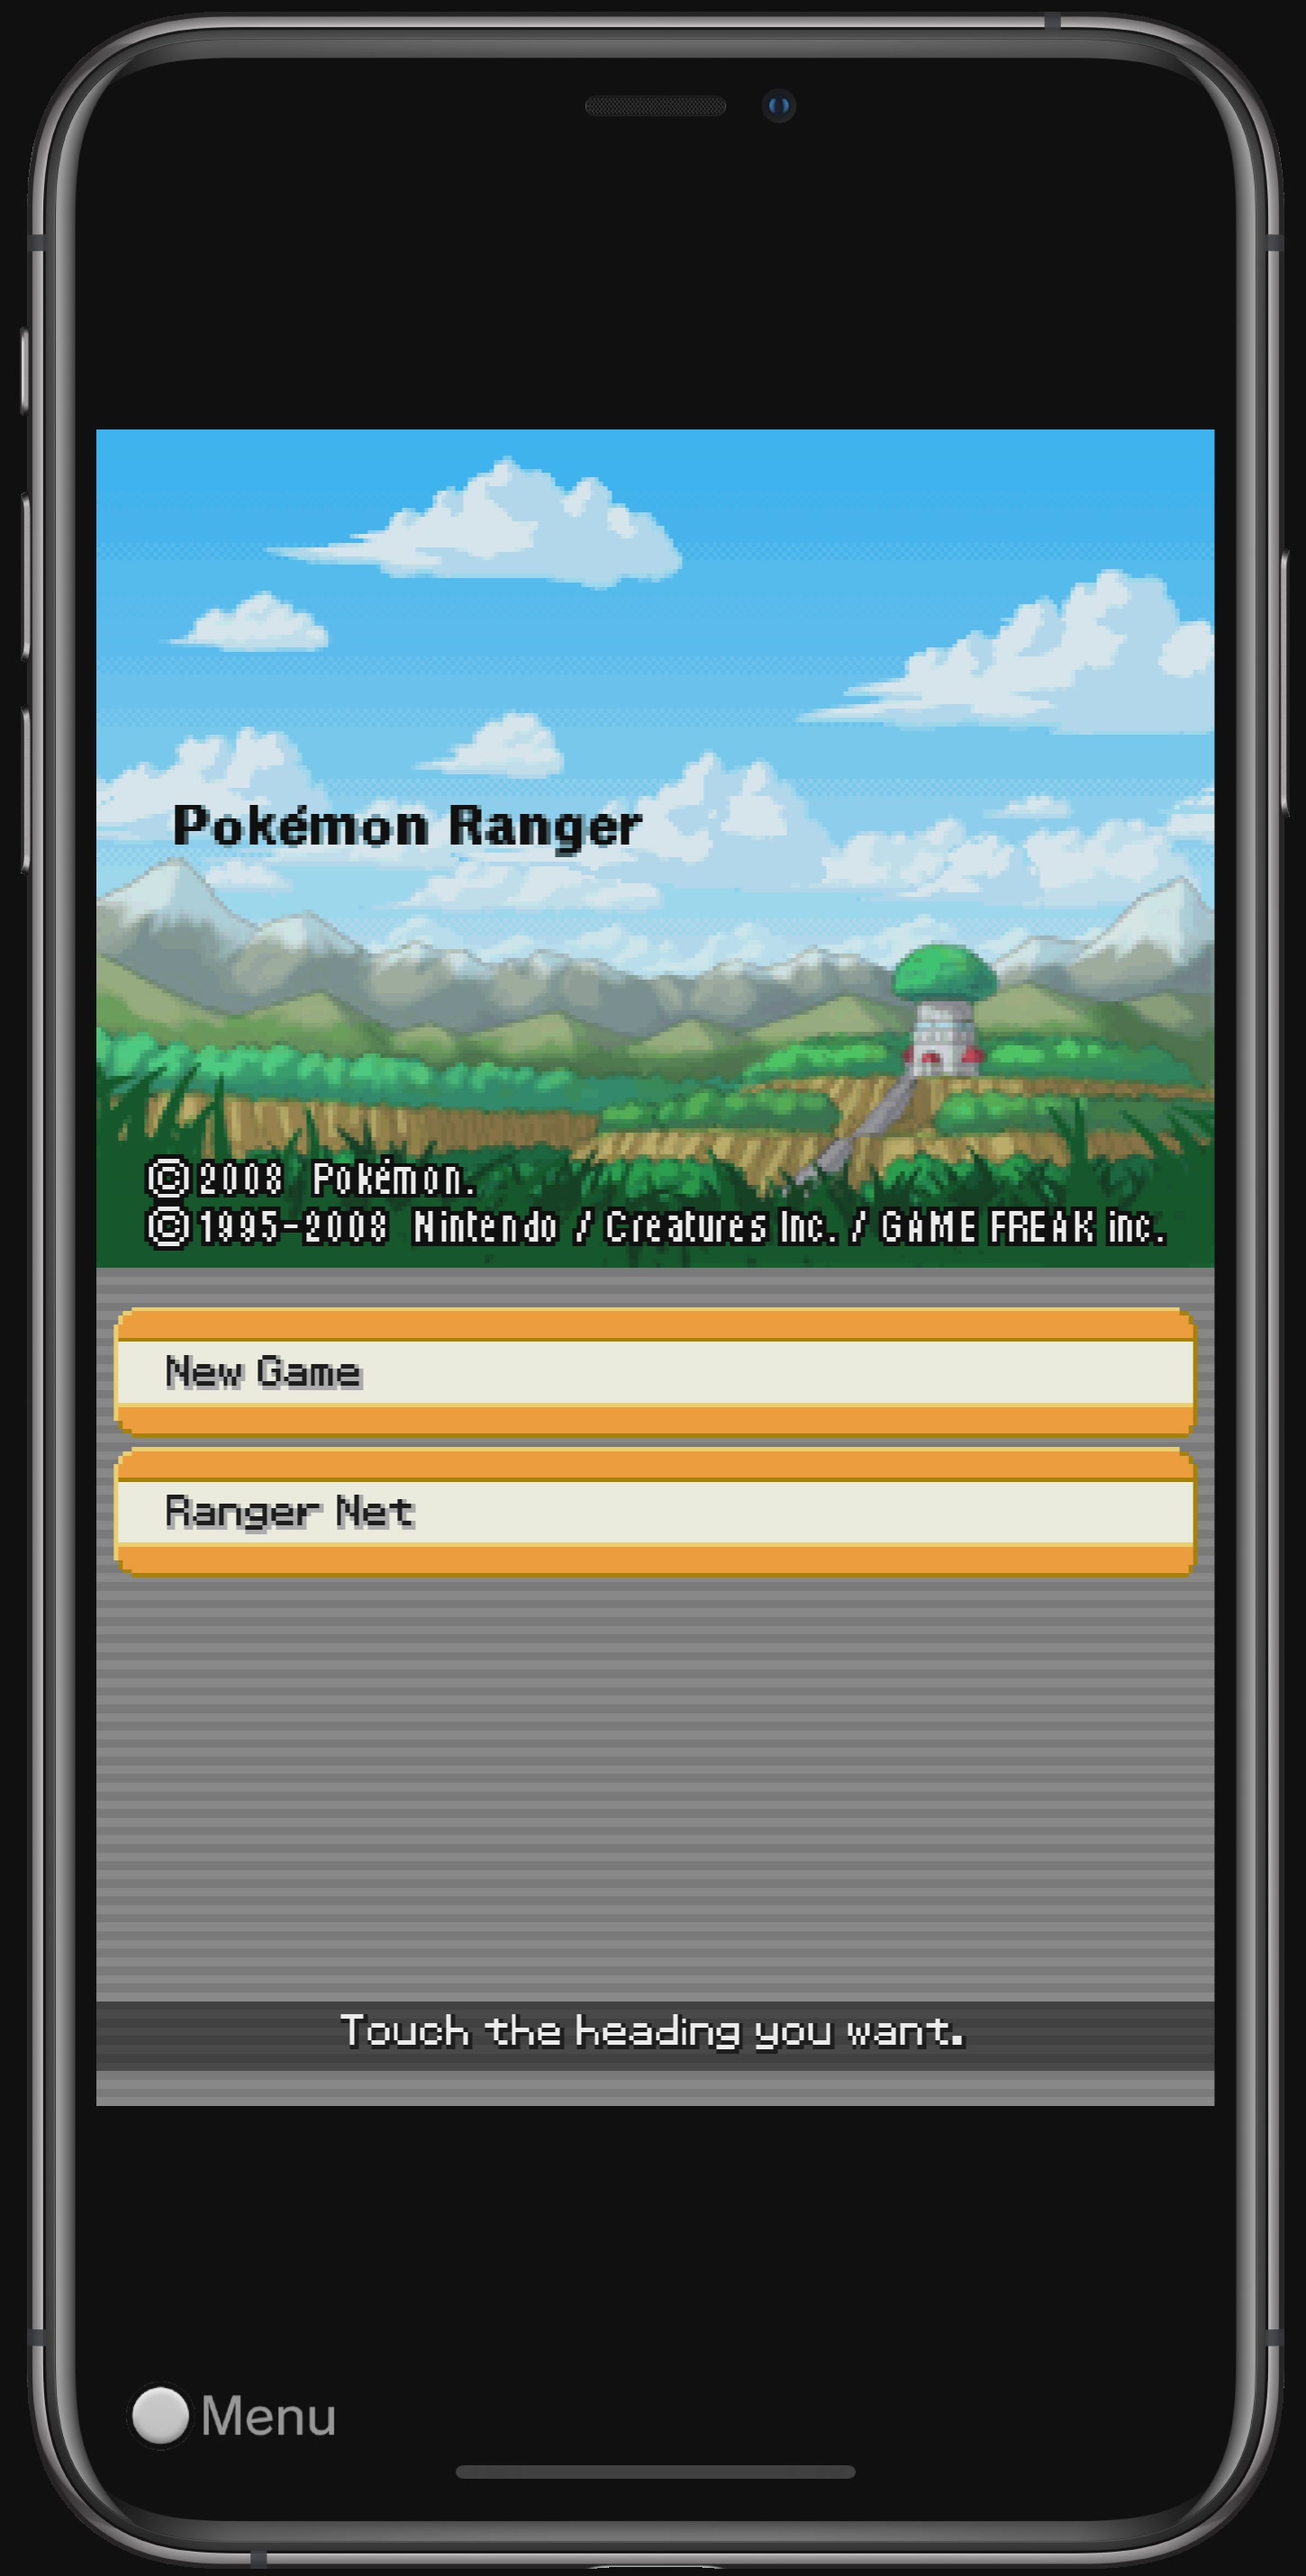 Pokémon Ranger
©2008 Pokémon.
©1995-2008 Nintendo / Creatures Inc. / GAME FREAK inc.
New Game
Ranger Net
Touch the heading you want.
Menu